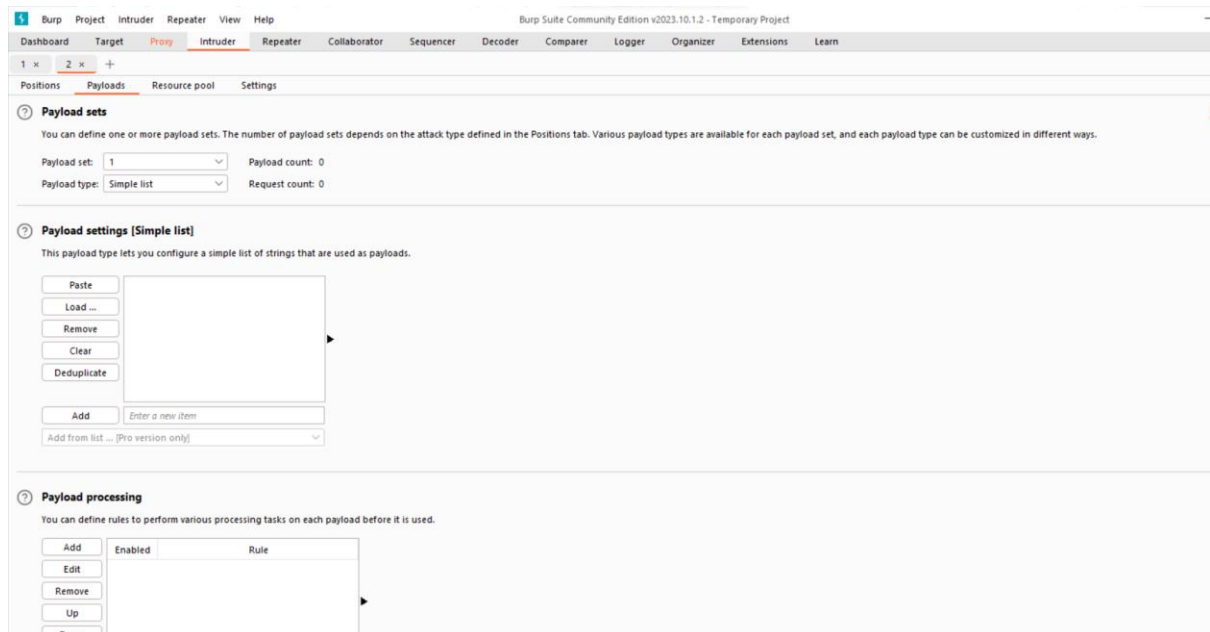 Burp Project Intruder Repeater View Help Burp Suite Community Edition v2023.10.1.2 - Temporary Project
Dashboard Target Proxy Intruder Repeater Collaborator Sequencer Decoder Comparer Logger Organizer Extensions Learn
1 × 2 × +
Positions Payloads Resource pool Settings
? Payload sets
You can define one or more payload sets. The number of payload sets depends on the attack type defined in the Positions tab. Various payload types are available for each payload set, and each payload type can be customized in different ways.
Payload set: 1 Payload count: 0
Payload type: Simple list Request count: 0
? Payload settings [Simple list]
This payload type lets you configure a simple list of strings that are used as payloads.
Paste
Load ...
Remove
Clear
Deduplicate
Add Enter a new item
Add from list ... [Pro version only]
? Payload processing
You can define rules to perform various processing tasks on each payload before it is used.
Add Enabled Rule
Edit
Remove
Up